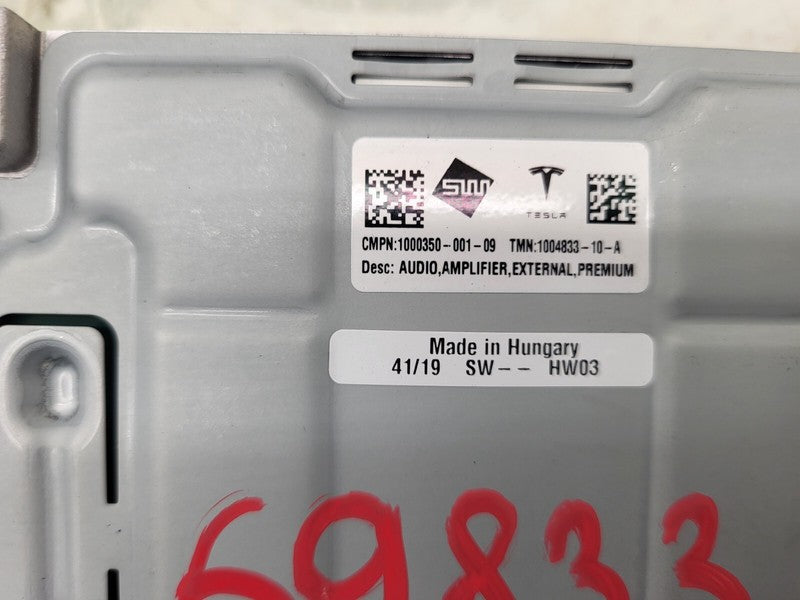 SWM
TESLA
CMPN:1000350-001-09 TMN:1004833-10-A
Desc: AUDIO,AMPLIFIER,EXTERNAL,PREMIUM
Made in Hungary
41/19 SW-- HW03
69833